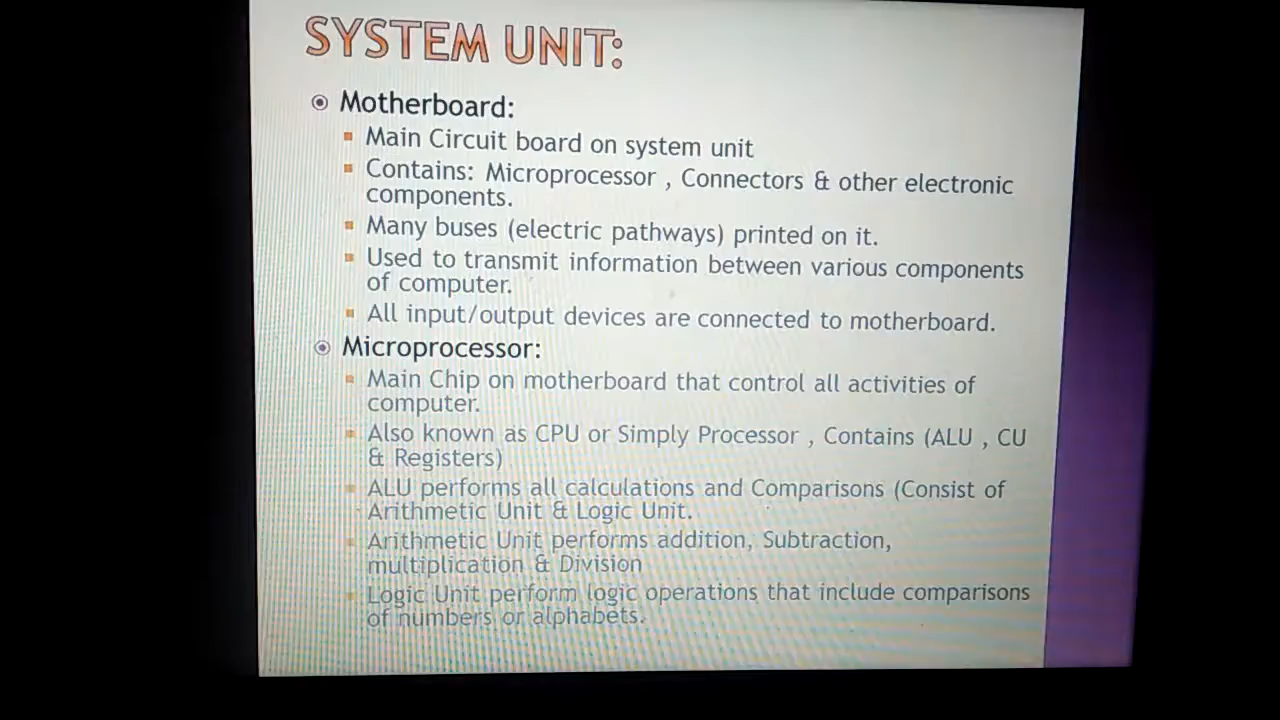 SYSTEM UNIT:
Motherboard:
Main Circuit board on system unit
Contains: Microprocessor , Connectors & other electronic
components.
Many buses (electric pathways) printed on it.
Used to transmit information between various components
of computer.
All input/output devices are connected to motherboard.
Microprocessor:
Main Chip on motherboard that control all activities of
computer.
Also known as CPU or Simply Processor , Contains (ALU , CU
& Registers)
ALU performs all calculations and Comparisons (Consist of
Arithmetic Unit & Logic Unit.
Arithmetic Unit performs addition, Subtraction,
multiplication & Division
Logic Unit perform logic operations that include comparisons
of numbers or alphabets.